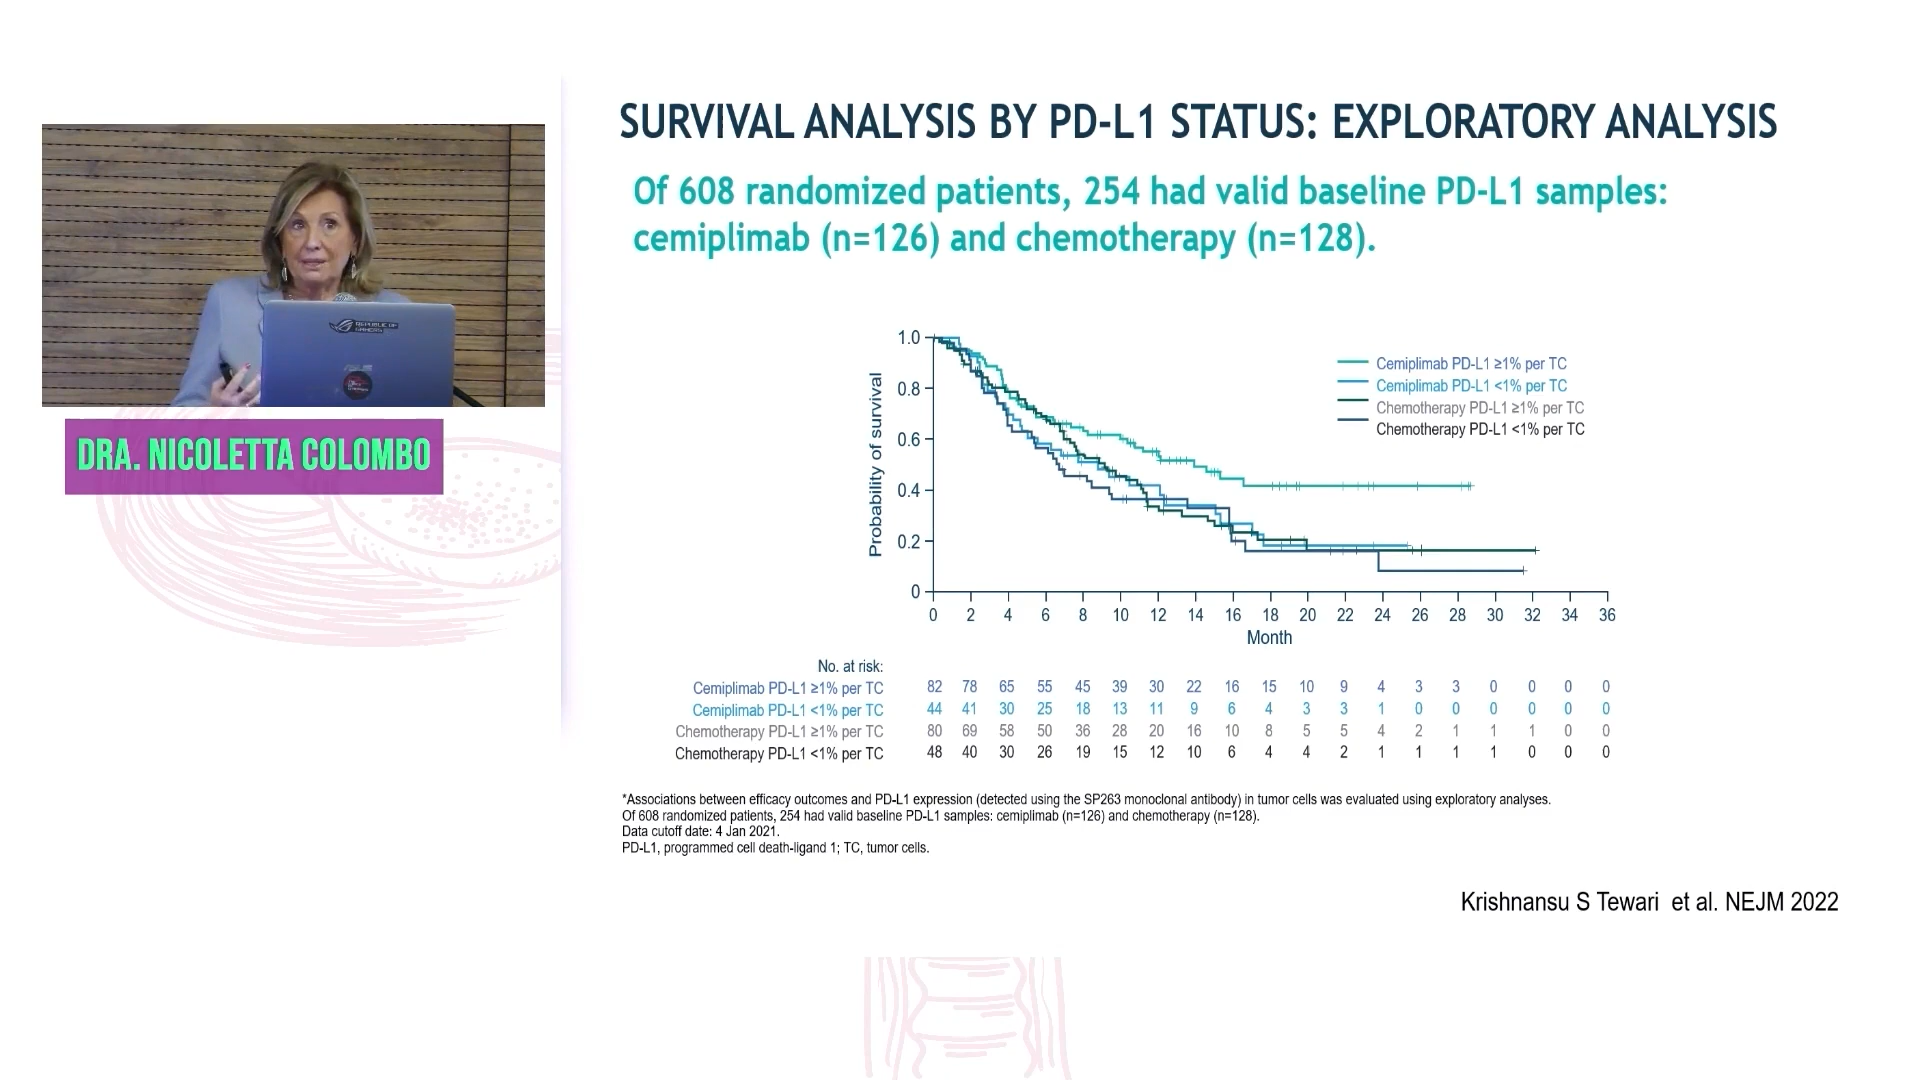 SURVIVAL ANALYSIS BY PD-L1 STATUS: EXPLORATORY ANALYSIS
Of 608 randomized patients, 254 had valid baseline PD-L1 samples:
cemiplimab (n=126) and chemotherapy (n=128).
REPUBLIC OF
GAMERS
DRA. NICOLETTA COLOMBO
Probability of survival
1.0
0.8
0.6
0.4
0.2
0
Cemiplimab PD-L1 ≥1% per TC
Cemiplimab PD-L1 <1% per TC
Chemotherapy PD-L1 ≥1% per TC
Chemotherapy PD-L1 <1% per TC
0 2 4 6 8 10 12 14 16 18 20 22 24 26 28 30 32 34 36
Month
No. at risk:
Cemiplimab PD-L1 ≥1% per TC 82 78 65 55 45 39 30 22 16 15 10 9 4 3 3 0 0 0 0
Cemiplimab PD-L1 <1% per TC 44 41 30 25 18 13 11 9 6 4 3 3 1 0 0 0 0 0 0
Chemotherapy PD-L1 ≥1% per TC 80 69 58 50 36 28 20 16 10 8 5 5 4 2 1 1 1 0 0
Chemotherapy PD-L1 <1% per TC 48 40 30 26 19 15 12 10 6 4 4 2 1 1 1 1 0 0 0
*Associations between efficacy outcomes and PD-L1 expression (detected using the SP263 monoclonal antibody) in tumor cells was evaluated using exploratory analyses.
Of 608 randomized patients, 254 had valid baseline PD-L1 samples: cemiplimab (n=126) and chemotherapy (n=128).
Data cutoff date: 4 Jan 2021.
PD-L1, programmed cell death-ligand 1; TC, tumor cells.
Krishnansu S Tewari et al. NEJM 2022